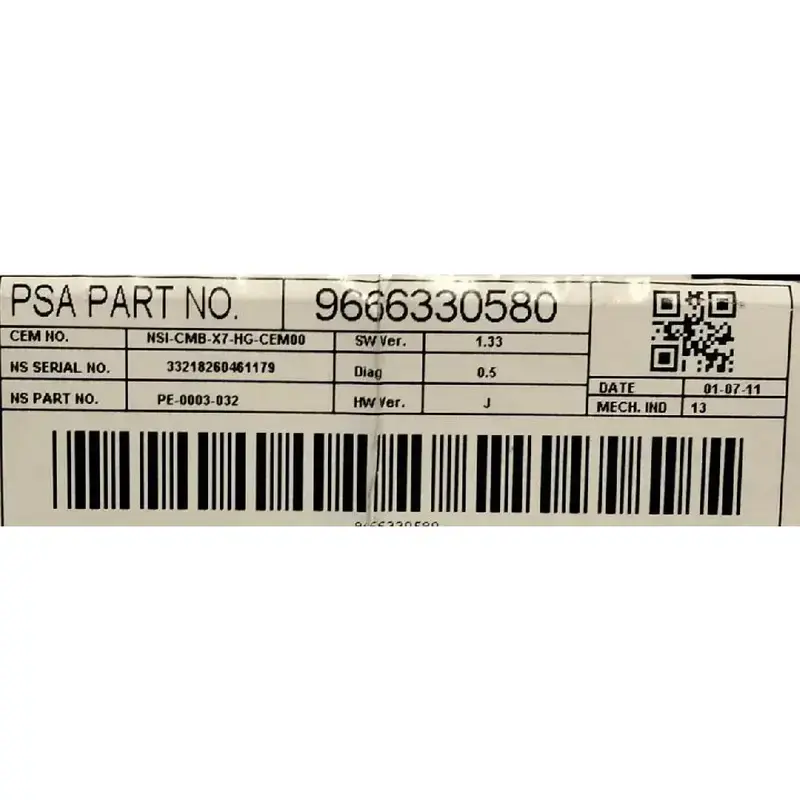 PSA PART NO. 9666330580
CEM NO. NSI-CMB-X7-HG-CEM00 SW Ver. 1.33
NS SERIAL NO. 33218260461179 Diag 0.5
NS PART NO. PE-0003-032 HW Ver. J
DATE 01-07-11
MECH. IND 13
9666330580